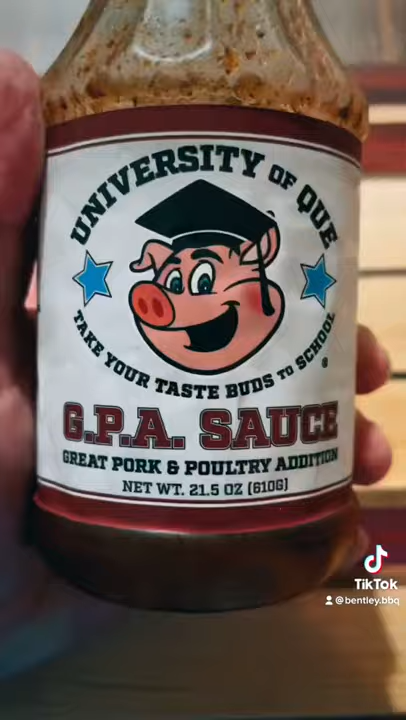 UNIVERSITY OF QUE
TAKE YOUR TASTE BUDS TO SCHOOL
®
G.P.A. SAUCE
GREAT PORK & POULTRY ADDITION
NET WT. 21.5 OZ (610G)
TikTok
@bentley.bbq